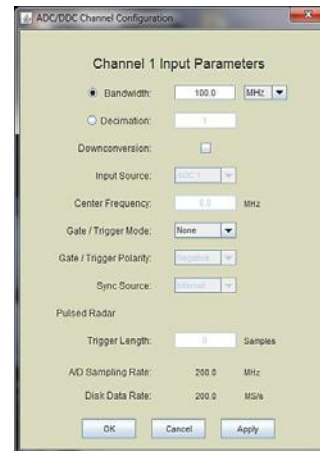 ADC/DDC Channel Configuration
Channel 1 Input Parameters
Bandwidth: 100.0 MHz
Decimation: 1
Downconversion:
Input Source: ADC 1
Center Frequency: 0.0 MHz
Gate / Trigger Mode: None
Gate / Trigger Polarity: Negative
Sync Source: Internal
Pulsed Radar
Trigger Length: 0 Samples
A/D Sampling Rate: 200.0 MHz
Disk Data Rate: 200.0 MS/s
OK Cancel Apply